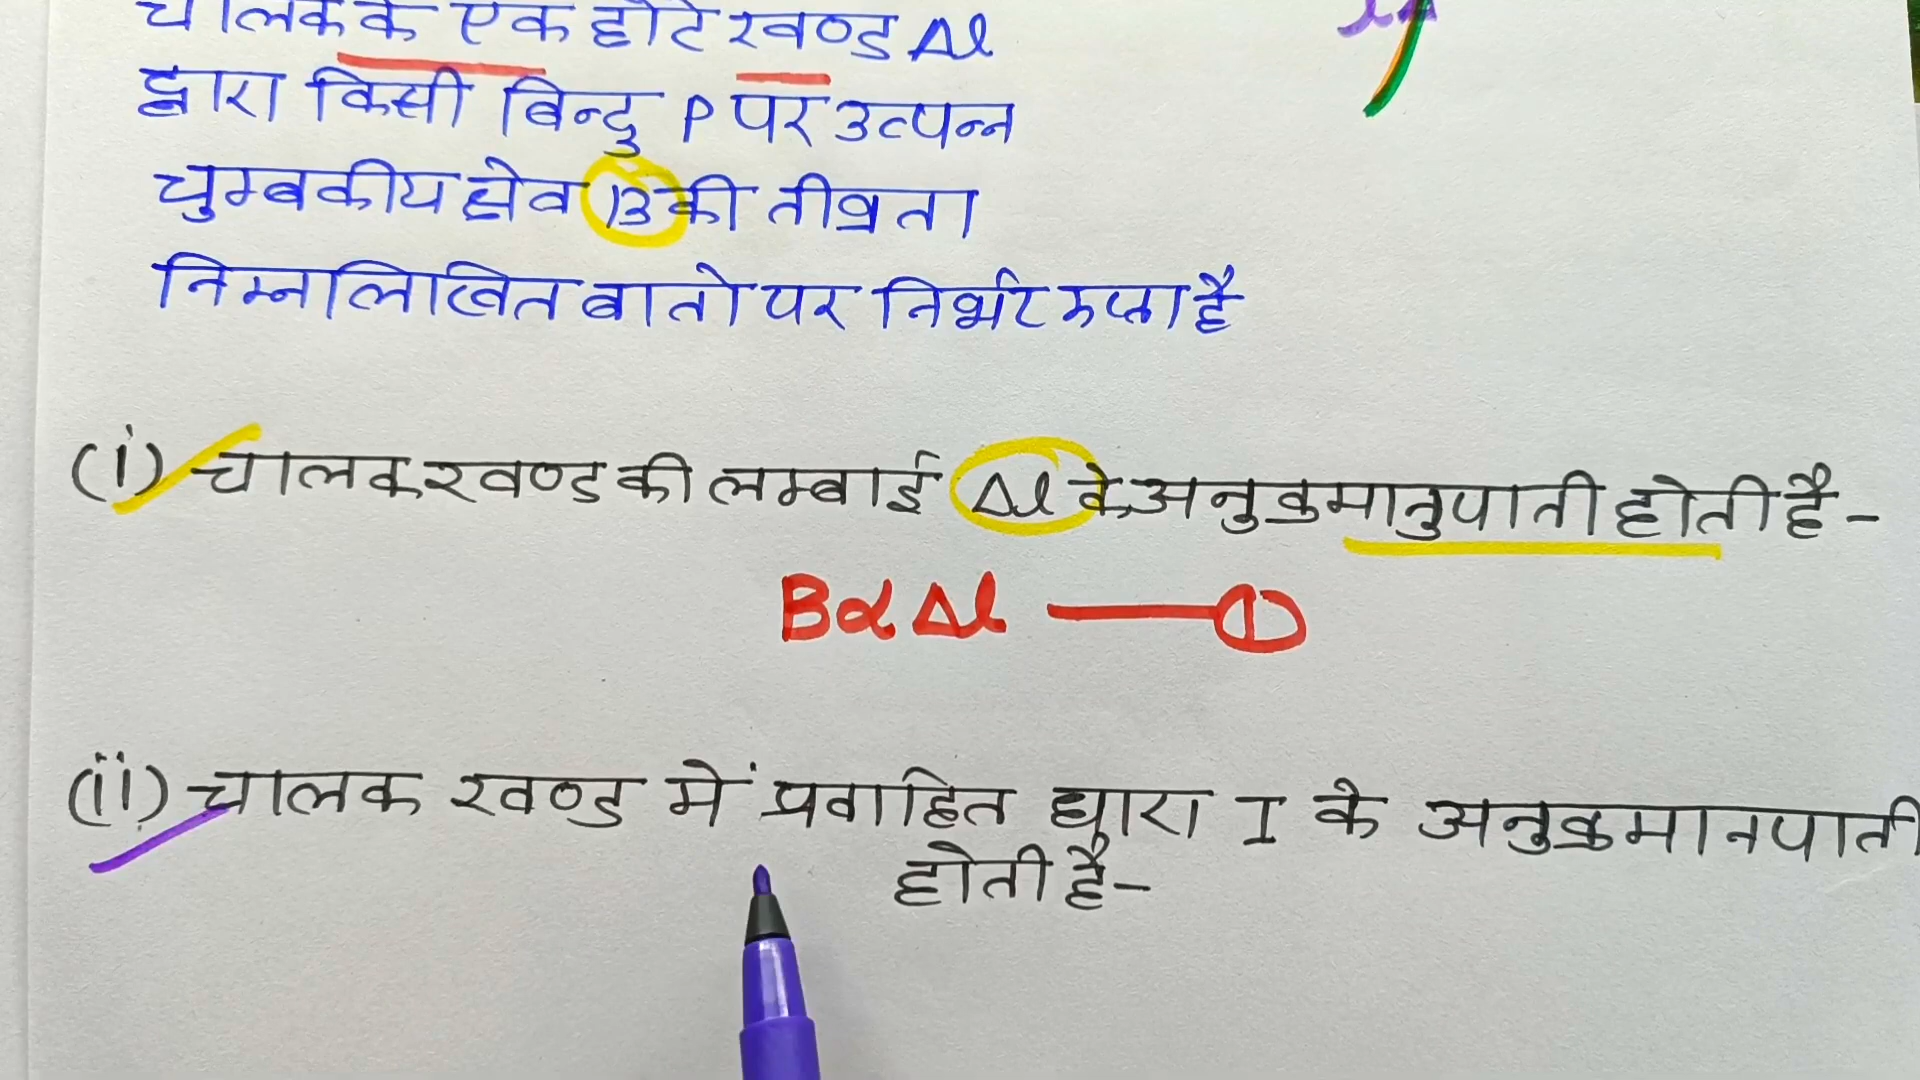 चालक के एक छोटे खण्ड Δl
द्वारा किसी बिन्दु P पर उत्पन्न
चुम्बकीय क्षेत्र B की तीव्रता
निम्नलिखित बातो पर निर्भर करता है
(i) चालक खण्ड की लम्बाई Δl के अनुक्रमानुपाती होती है -
B α Δl —— ①
(ii) चालक खण्ड में प्रवाहित धारा I के अनुक्रमानपाती
होती है -